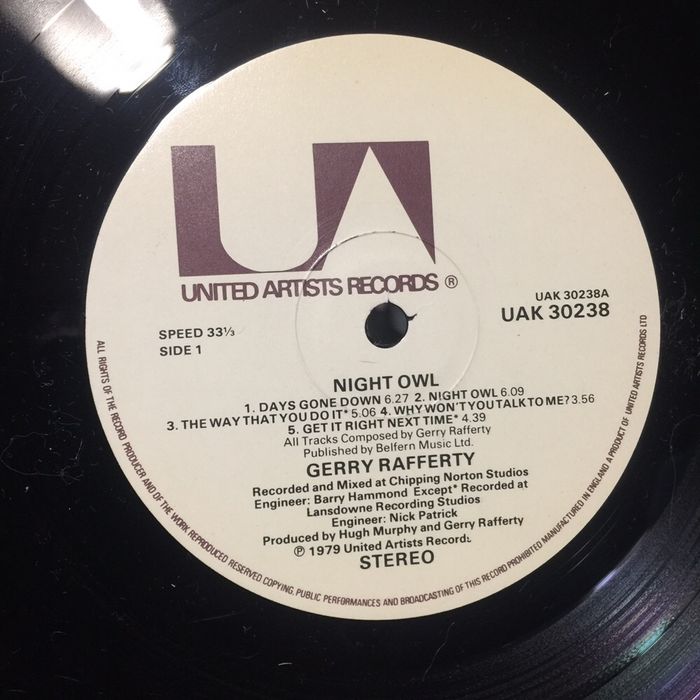 UA
UNITED ARTISTS RECORDS ®
UAK 30238A
UAK 30238
SPEED 33⅓
SIDE 1
NIGHT OWL
1. DAYS GONE DOWN 6.27 2. NIGHT OWL 6.09
3. THE WAY THAT YOU DO IT* 5.06 4. WHY WON'T YOU TALK TO ME? 3.56
5. GET IT RIGHT NEXT TIME* 4.39
All Tracks Composed by Gerry Rafferty
Published by Belfern Music Ltd.
GERRY RAFFERTY
Recorded and Mixed at Chipping Norton Studios
Engineer: Barry Hammond Except* Recorded at
Lansdowne Recording Studios
Engineer: Nick Patrick
Produced by Hugh Murphy and Gerry Rafferty
℗ 1979 United Artists Records
STEREO
ALL RIGHTS OF THE RECORD PRODUCER AND OF THE WORK REPRODUCED RESERVED. COPYING, PUBLIC PERFORMANCES AND BROADCASTING OF THIS RECORD PROHIBITED MANUFACTURED IN ENGLAND A PRODUCT OF UNITED ARTISTS RECORDS LTD